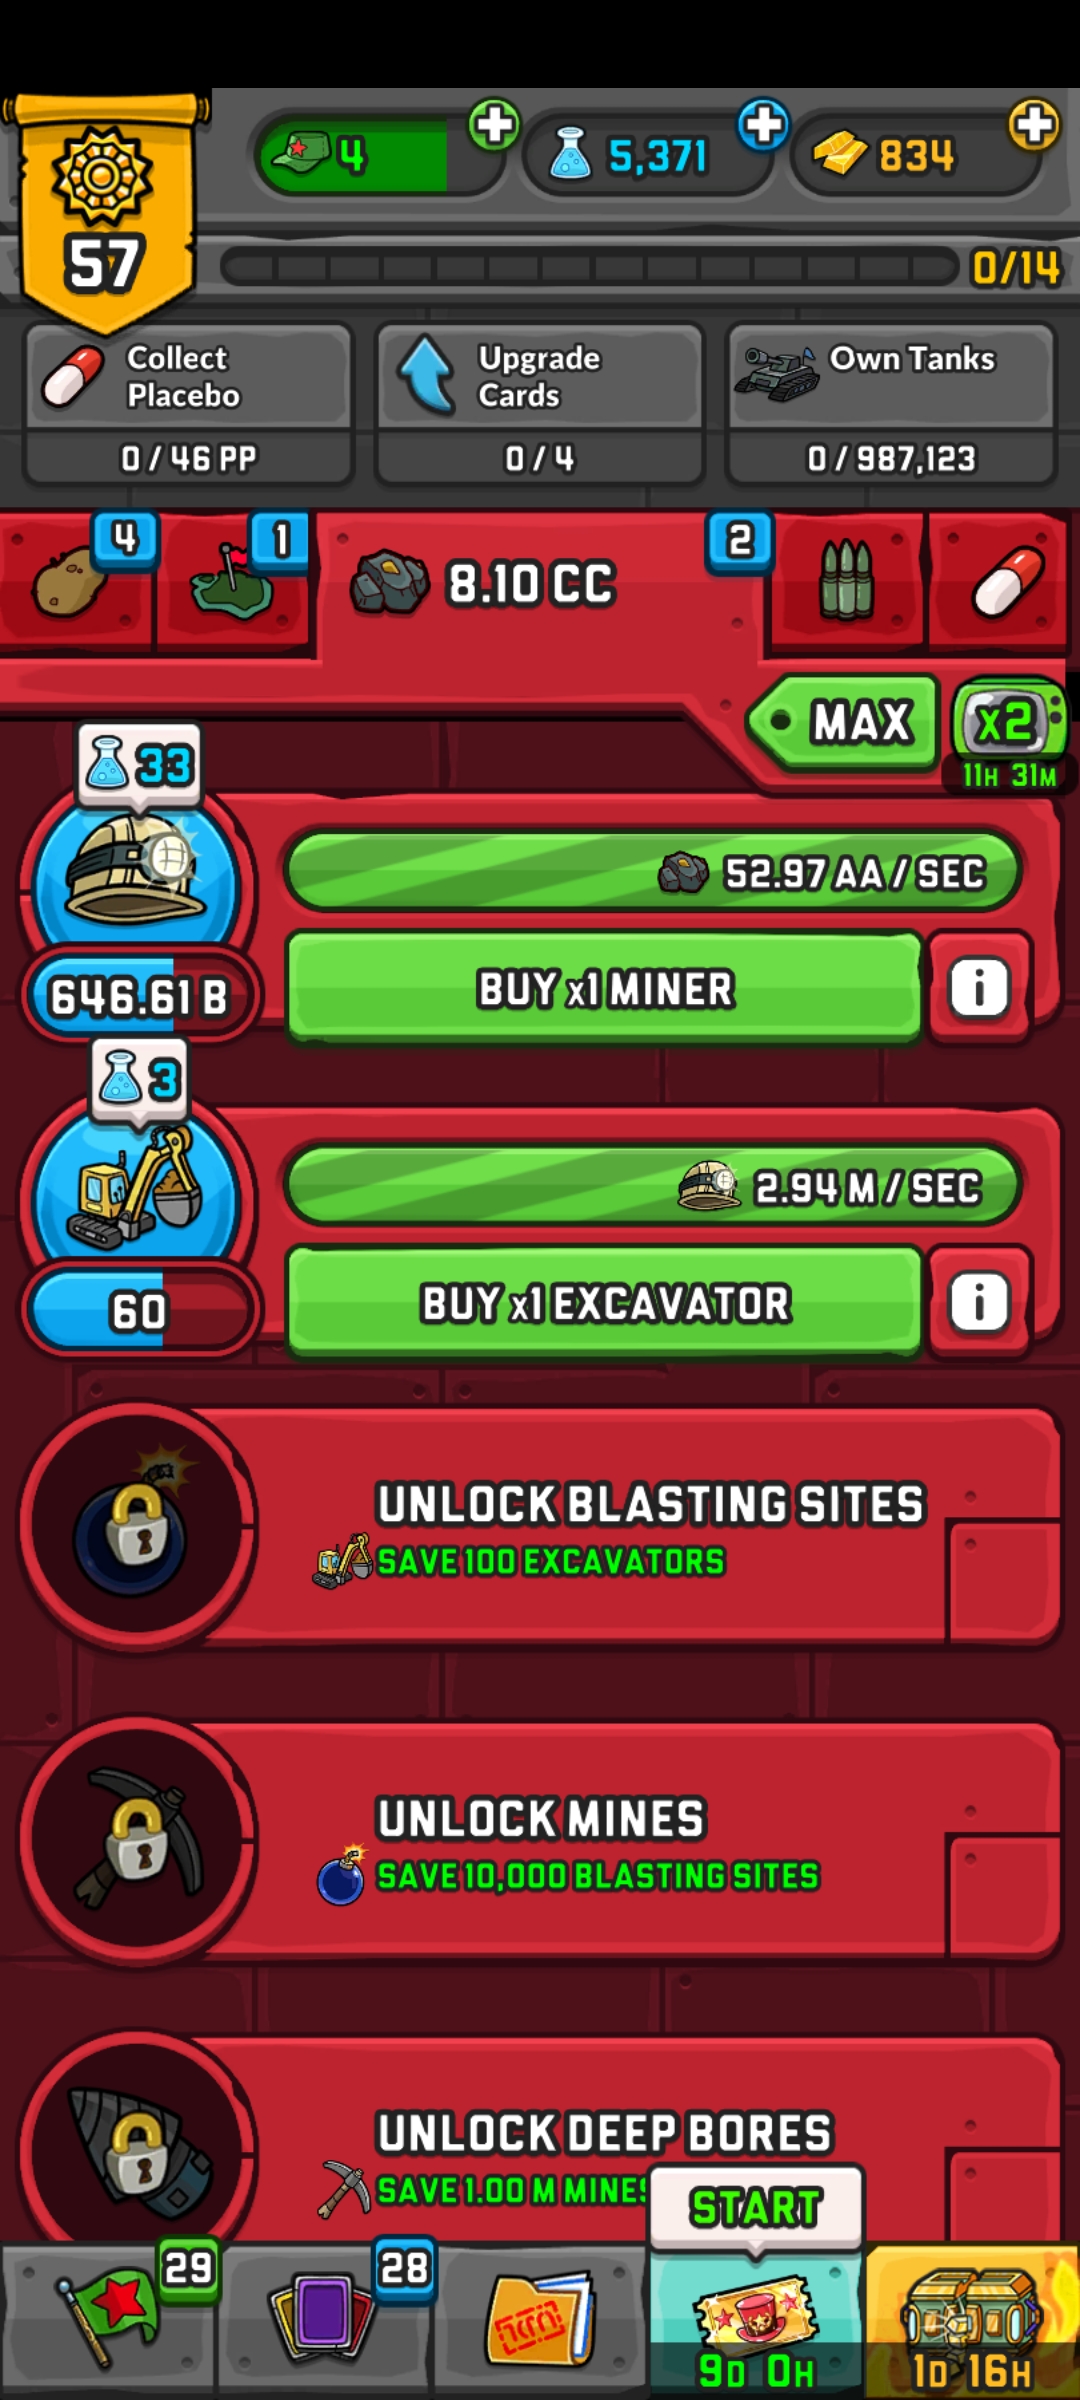 4
5,371
834
57
0/14
Collect
Placebo
Upgrade
Cards
Own Tanks
0 / 46 PP
0 / 4
0 / 987,123
4
1
8.10 CC
2
MAX
x2
11H 31M
33
52.97 AA / SEC
646.61 B
BUY x1 MINER
i
3
2.94 M / SEC
60
BUY x1 EXCAVATOR
i
UNLOCK BLASTING SITES
SAVE 100 EXCAVATORS
UNLOCK MINES
SAVE 10,000 BLASTING SITES
UNLOCK DEEP BORES
SAVE 1.00 M MINES
START
29
28
9D 0H
1D 16H